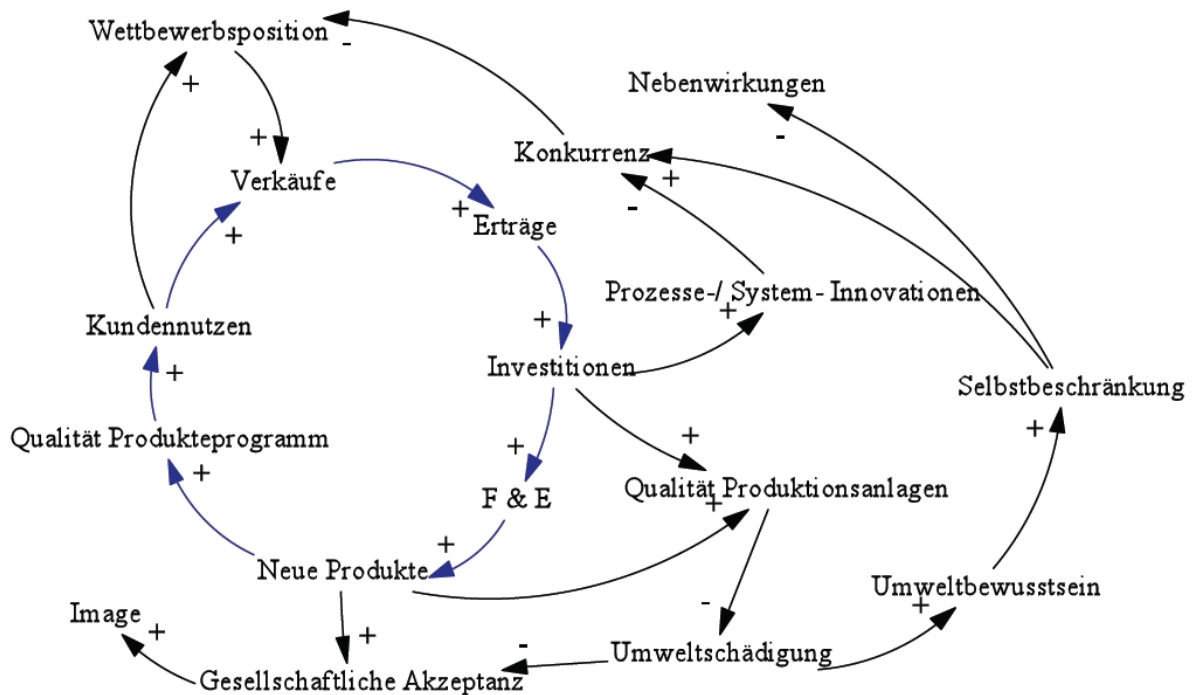 Wettbewerbsposition
-
Nebenwirkungen
+
-
+
Konkurrenz
+
Verkäufe
-
+
Erträge
+
Prozesse-/ System- Innovationen
+
+
Kundennutzen
+
Investitionen
Selbstbeschränkung
+
+
Qualität Produkteprogramm
+
+
Qualität Produktionsanlagen
+
F & E
+
+
Neue Produkte
Umweltbewusstsein
-
+
Image
+
+
-
Umweltschädigung
Gesellschaftliche Akzeptanz